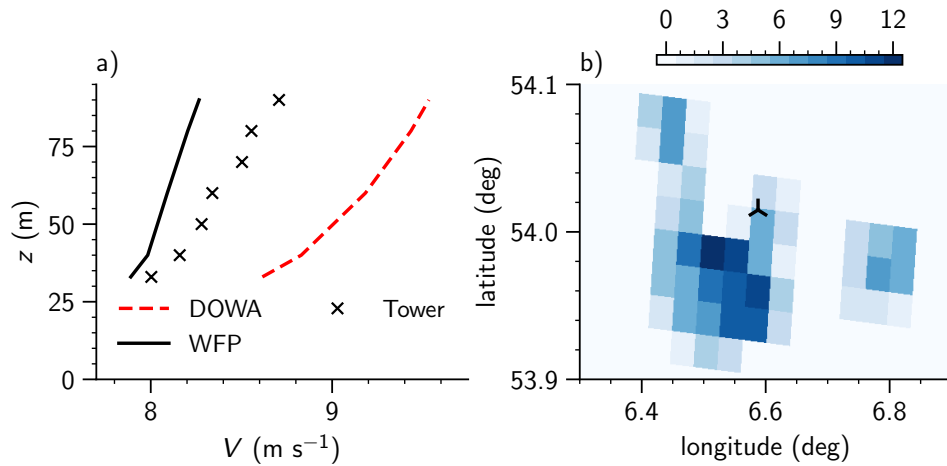 a)
z (m)
75
50
25
0
DOWA
WFP
Tower
8 9
V (m s⁻¹)
0 3 6 9 12
b)
latitude (deg)
54.1
54.0
53.9
6.4 6.6 6.8
longitude (deg)